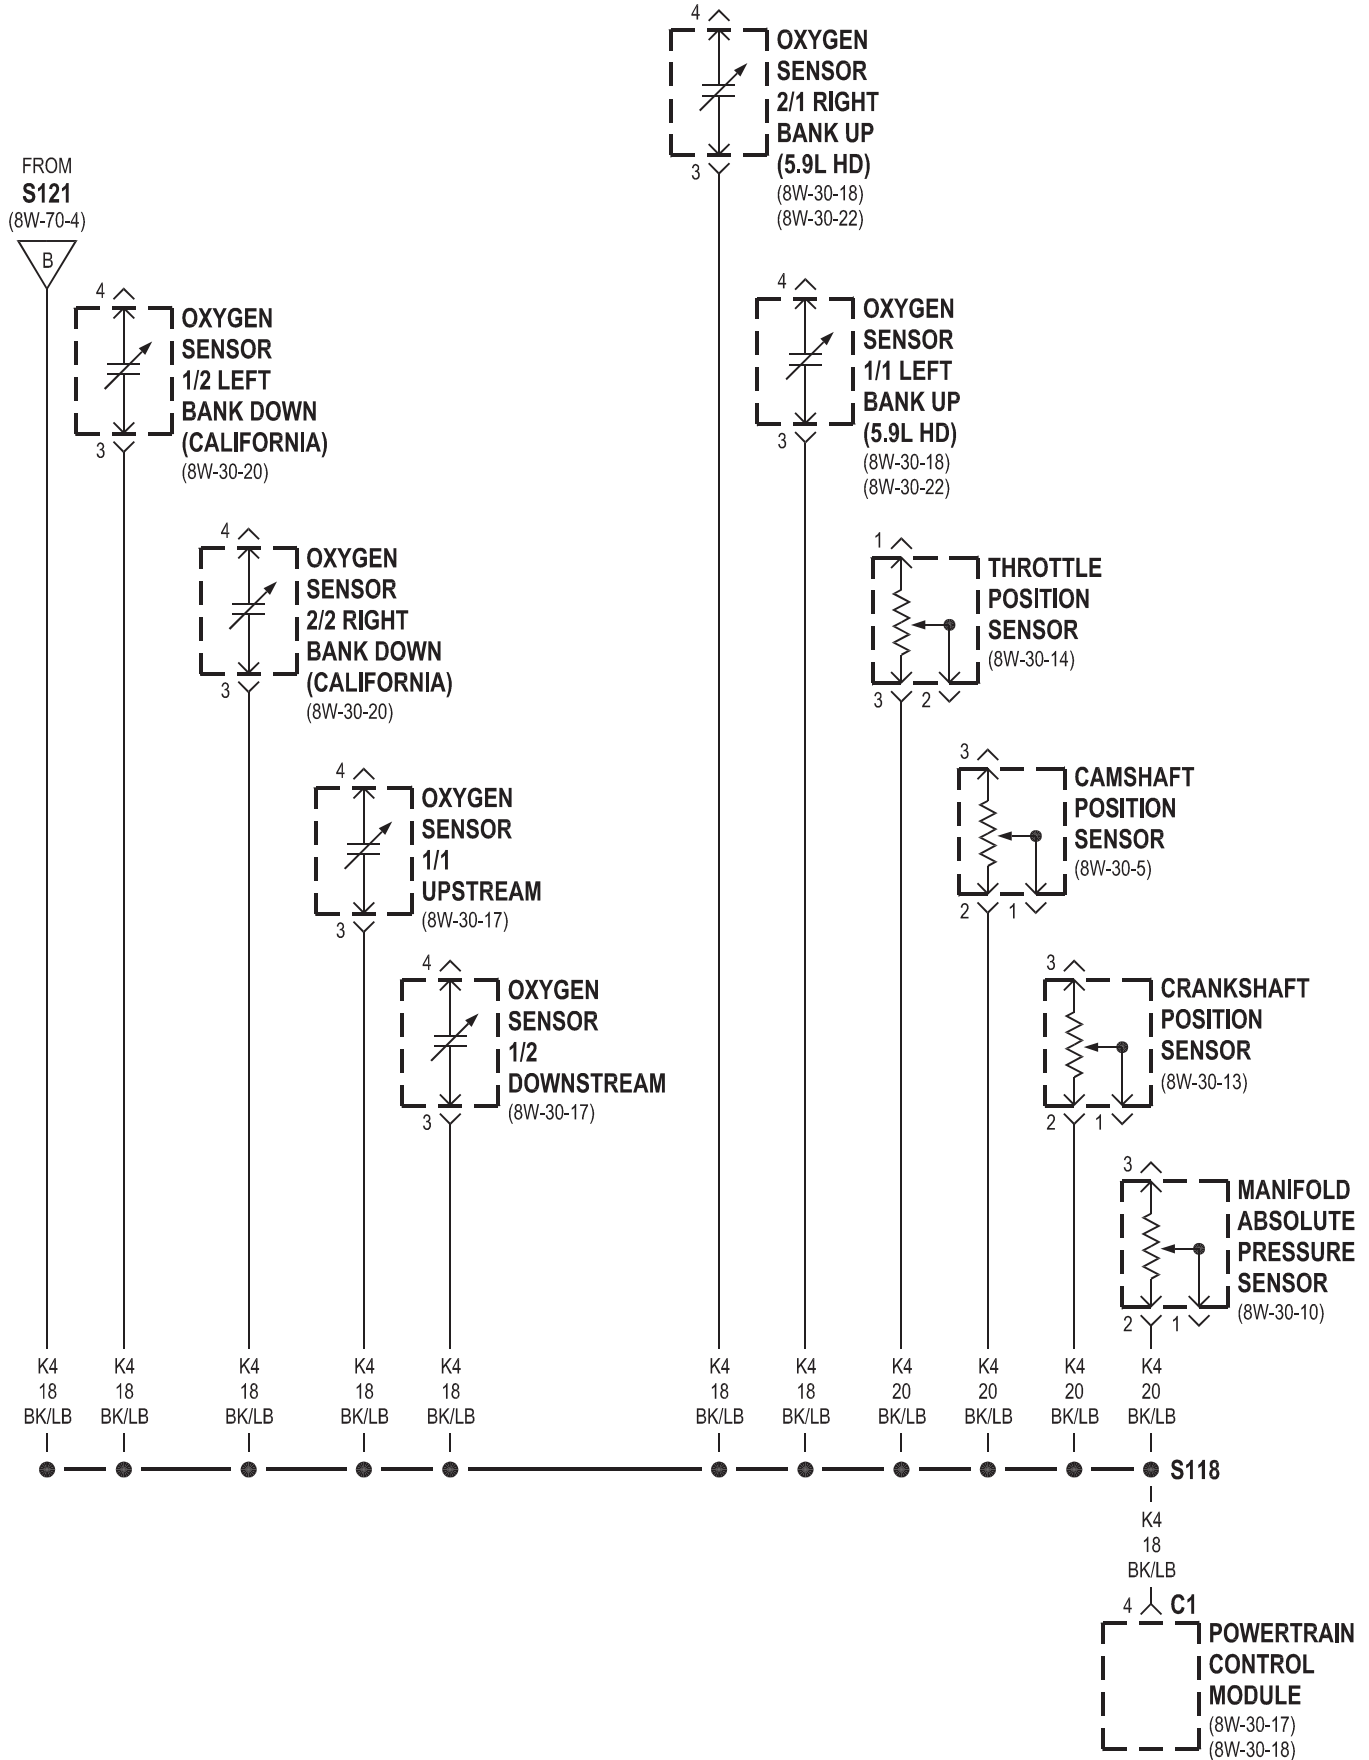 4
OXYGEN
SENSOR
2/1 RIGHT
BANK UP
(5.9L HD)
(8W-30-18)
(8W-30-22)
3
FROM
S121
(8W-70-4)
B
4
OXYGEN
SENSOR
1/2 LEFT
BANK DOWN
(CALIFORNIA)
(8W-30-20)
3
4
OXYGEN
SENSOR
1/1 LEFT
BANK UP
(5.9L HD)
(8W-30-18)
(8W-30-22)
3
4
OXYGEN
SENSOR
2/2 RIGHT
BANK DOWN
(CALIFORNIA)
(8W-30-20)
3
1
THROTTLE
POSITION
SENSOR
(8W-30-14)
3 2
4
OXYGEN
SENSOR
1/1
UPSTREAM
(8W-30-17)
3
3
CAMSHAFT
POSITION
SENSOR
(8W-30-5)
2 1
4
OXYGEN
SENSOR
1/2
DOWNSTREAM
(8W-30-17)
3
3
CRANKSHAFT
POSITION
SENSOR
(8W-30-13)
2 1
3
MANIFOLD
ABSOLUTE
PRESSURE
SENSOR
(8W-30-10)
2 1
K4 K4 K4 K4 K4 K4 K4 K4 K4 K4 K4
18 18 18 18 18 18 18 20 20 20 20
BK/LB BK/LB BK/LB BK/LB BK/LB BK/LB BK/LB BK/LB BK/LB BK/LB BK/LB
S118
K4
18
BK/LB
4 C1
POWERTRAIN
CONTROL
MODULE
(8W-30-17)
(8W-30-18)